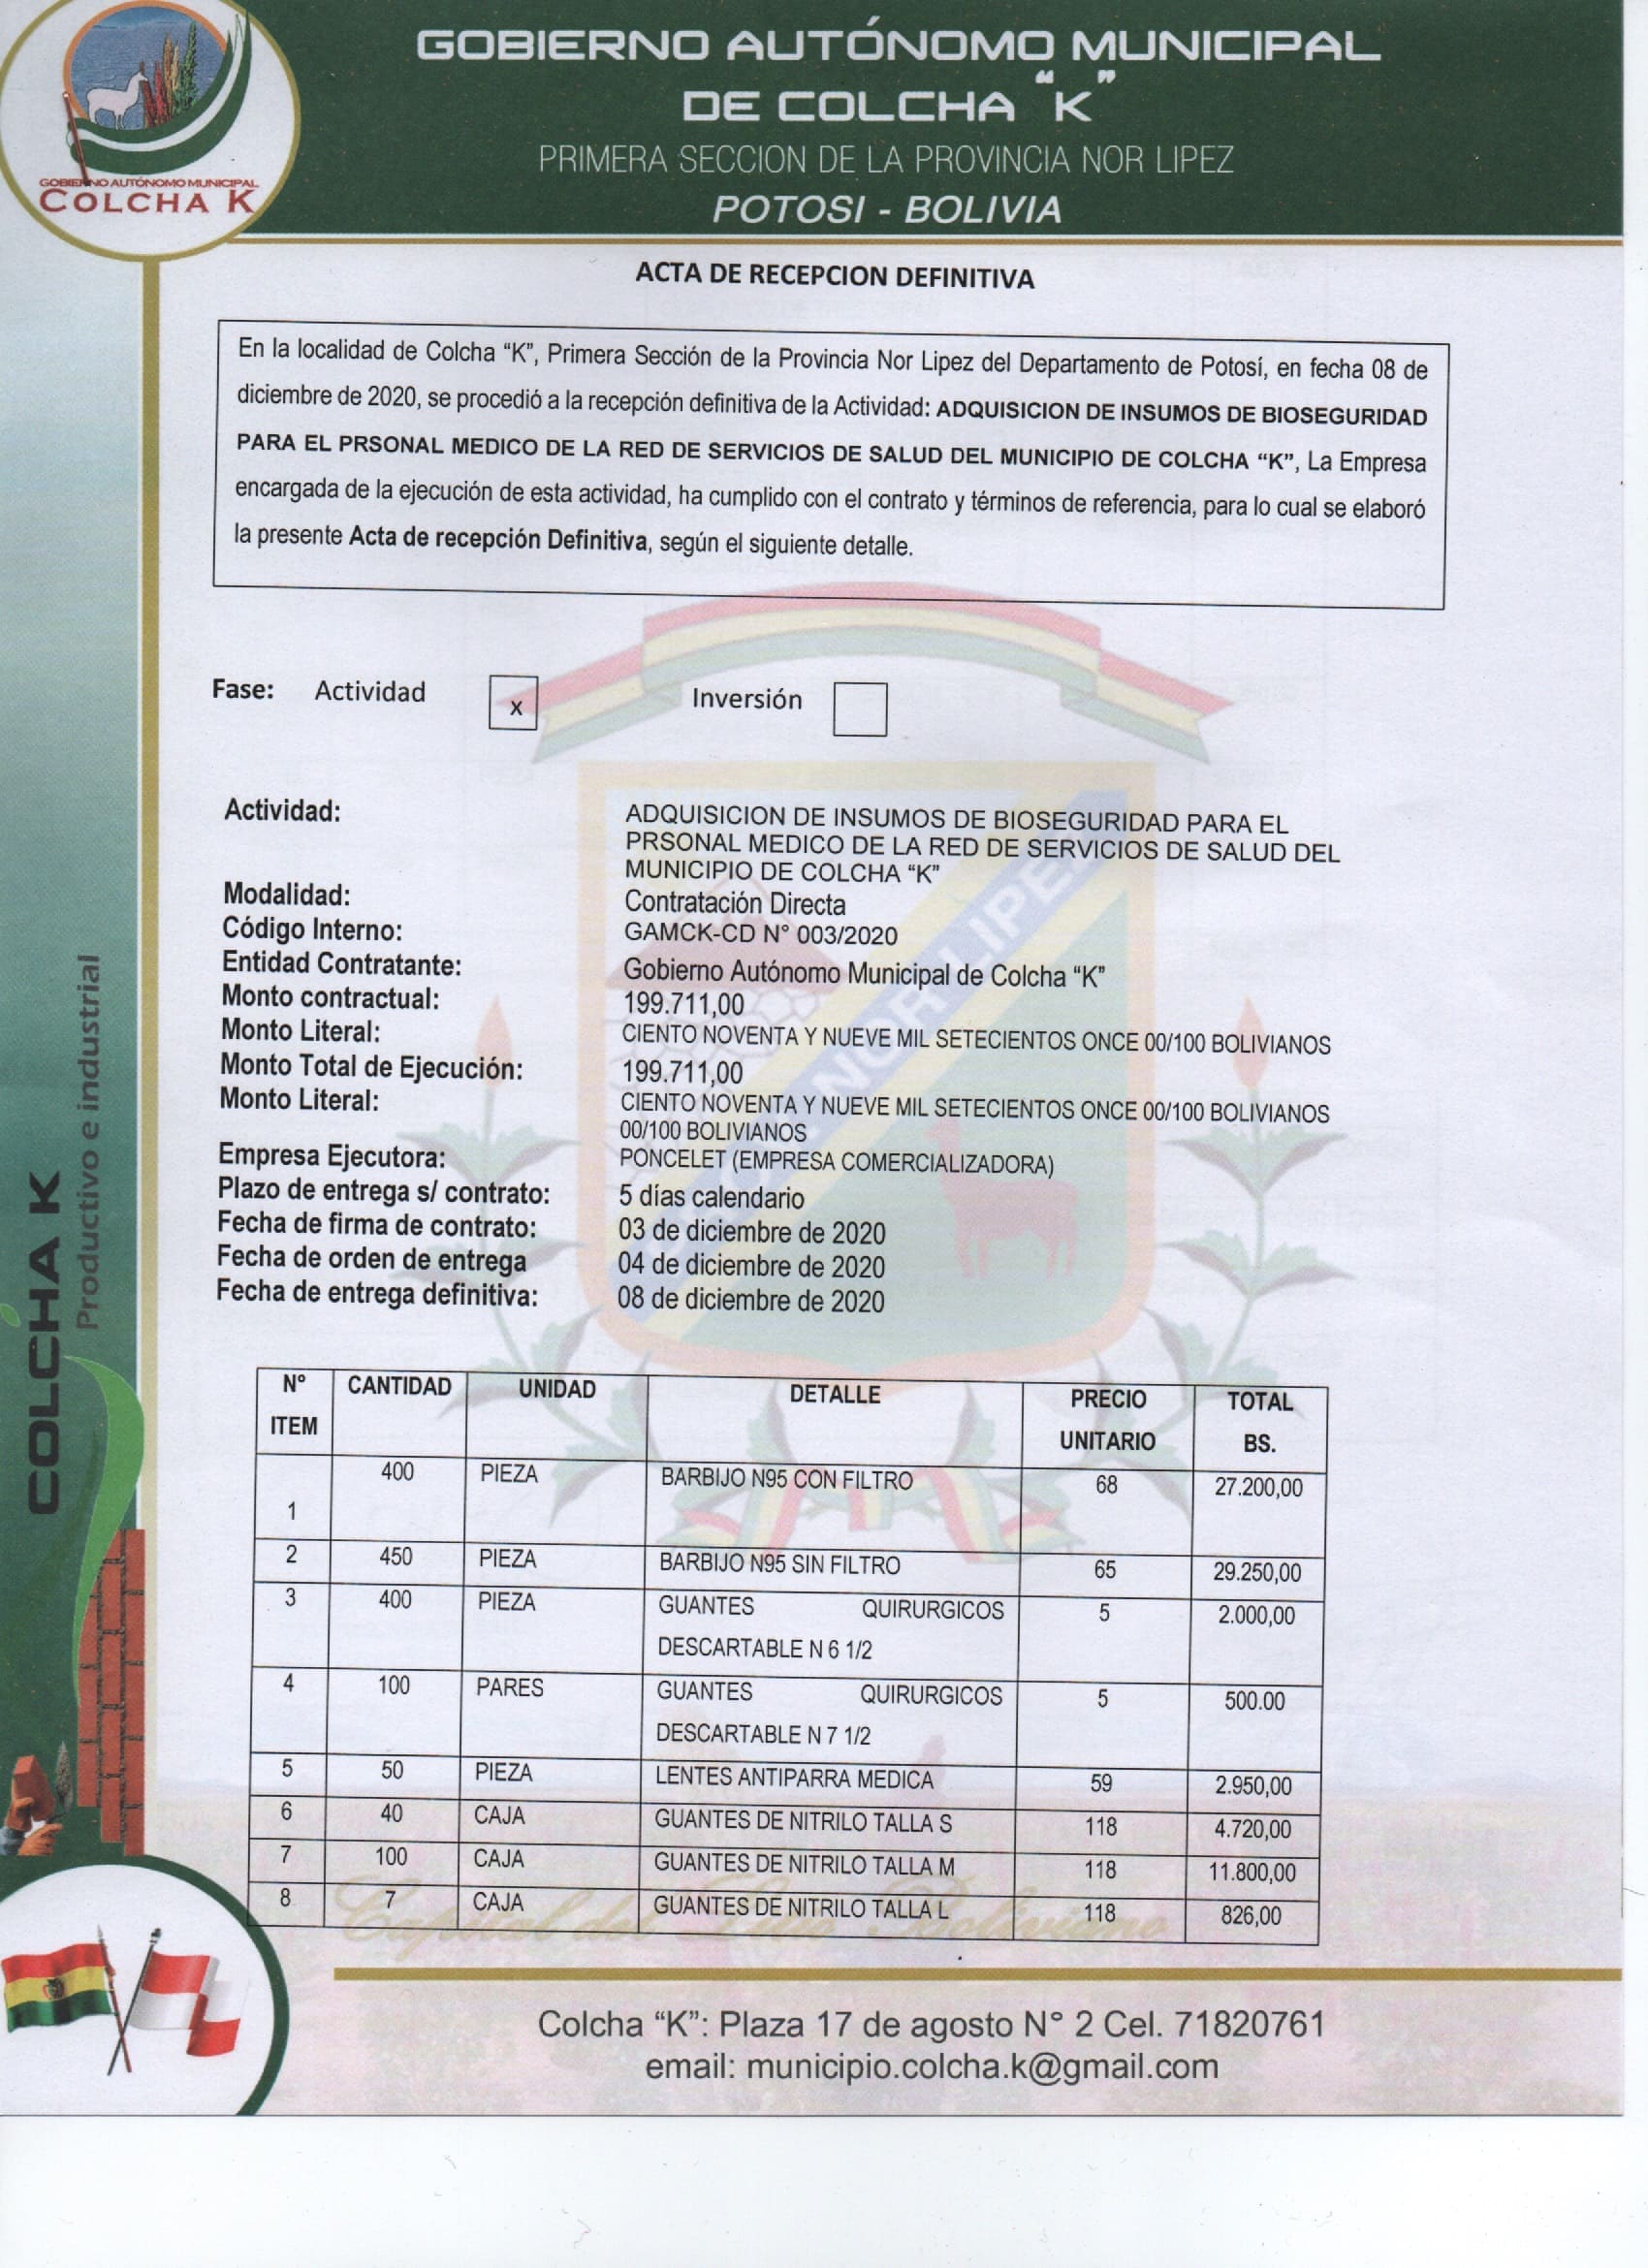 GOBIERNO AUTÓNOMO MUNICIPAL
DE COLCHA "K"
PRIMERA SECCION DE LA PROVINCIA NOR LIPEZ
POTOSI - BOLIVIA
GOBIERNO AUTÓNOMO MUNICIPAL
COLCHA K
ACTA DE RECEPCION DEFINITIVA
En la localidad de Colcha “K”, Primera Sección de la Provincia Nor Lipez del Departamento de Potosí, en fecha 08 de
diciembre de 2020, se procedió a la recepción definitiva de la Actividad: ADQUISICION DE INSUMOS DE BIOSEGURIDAD
PARA EL PRSONAL MEDICO DE LA RED DE SERVICIOS DE SALUD DEL MUNICIPIO DE COLCHA “K”, La Empresa
encargada de la ejecución de esta actividad, ha cumplido con el contrato y términos de referencia, para lo cual se elaboró
la presente Acta de recepción Definitiva, según el siguiente detalle.
Fase: Actividad x Inversión
Actividad: ADQUISICION DE INSUMOS DE BIOSEGURIDAD PARA EL
PRSONAL MEDICO DE LA RED DE SERVICIOS DE SALUD DEL
MUNICIPIO DE COLCHA “K”
Modalidad: Contratación Directa
Código Interno: GAMCK-CD N° 003/2020
Entidad Contratante: Gobierno Autónomo Municipal de Colcha “K”
Monto contractual: 199.711,00
Monto Literal: CIENTO NOVENTA Y NUEVE MIL SETECIENTOS ONCE 00/100 BOLIVIANOS
Monto Total de Ejecución: 199.711,00
Monto Literal: CIENTO NOVENTA Y NUEVE MIL SETECIENTOS ONCE 00/100 BOLIVIANOS
00/100 BOLIVIANOS
Empresa Ejecutora: PONCELET (EMPRESA COMERCIALIZADORA)
Plazo de entrega s/ contrato: 5 días calendario
Fecha de firma de contrato: 03 de diciembre de 2020
Fecha de orden de entrega 04 de diciembre de 2020
Fecha de entrega definitiva: 08 de diciembre de 2020
N° ITEM CANTIDAD UNIDAD DETALLE PRECIO UNITARIO TOTAL BS.
1 400 PIEZA BARBIJO N95 CON FILTRO 68 27.200,00
2 450 PIEZA BARBIJO N95 SIN FILTRO 65 29.250,00
3 400 PIEZA GUANTES QUIRURGICOS 5 2.000,00
DESCARTABLE N 6 1/2
4 100 PARES GUANTES QUIRURGICOS 5 500.00
DESCARTABLE N 7 1/2
5 50 PIEZA LENTES ANTIPARRA MEDICA 59 2.950,00
6 40 CAJA GUANTES DE NITRILO TALLA S 118 4.720,00
7 100 CAJA GUANTES DE NITRILO TALLA M 118 11.800,00
8 7 CAJA GUANTES DE NITRILO TALLA L 118 826,00
COLCHA K
Productivo e industrial
NOR LIPEZ
Colcha “K”: Plaza 17 de agosto N° 2 Cel. 71820761
email: municipio.colcha.k@gmail.com